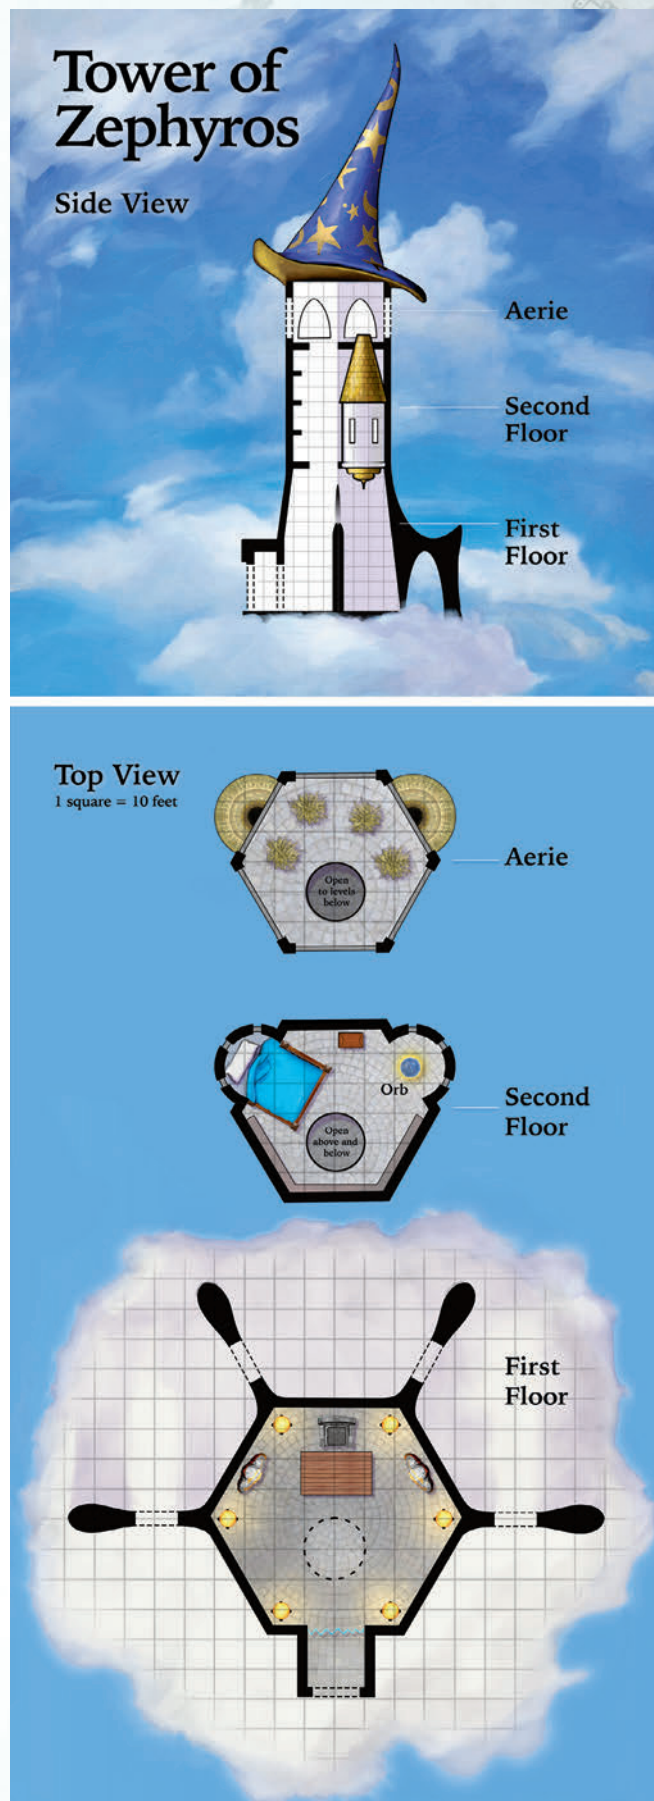 Tower of
Zephyros
Side View
Aerie
Second
Floor
First
Floor
Top View
1 square = 10 feet
Aerie
Open
to levels
below
Orb
Second
Floor
Open
above and
below
First
Floor